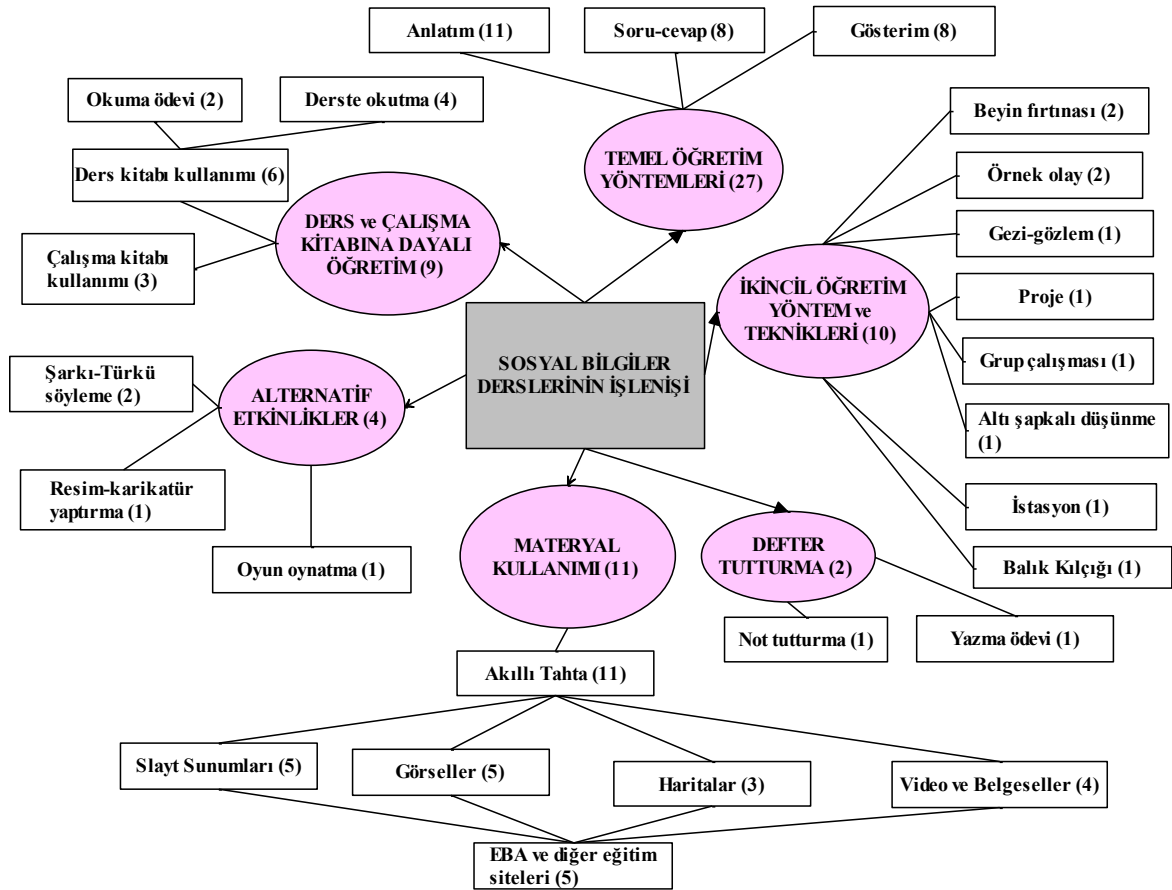 Anlatım (11)
Soru-cevap (8)
Gösterim (8)
Okuma ödevi (2)
Derste okutma (4)
Ders kitabı kullanımı (6)
Çalışma kitabı
kullanımı (3)
DERS ve ÇALIŞMA
KİTABINA DAYALI
ÖĞRETİM (9)
TEMEL ÖĞRETİM
YÖNTEMLERİ (27)
Beyin fırtınası (2)
Örnek olay (2)
Gezi-gözlem (1)
Proje (1)
Grup çalışması (1)
Altı şapkalı düşünme
(1)
İstasyon (1)
Balık Kılçığı (1)
İKİNCİL ÖĞRETİM
YÖNTEM ve
TEKNİKLERİ (10)
SOSYAL BİLGİLER
DERSLERİNİN İŞLENİŞİ
Şarkı-Türkü
söyleme (2)
ALTERNATİF
ETKİNLİKLER (4)
Resim-karikatür
yaptırma (1)
Oyun oynatma (1)
MATERYAL
KULLANIMI (11)
DEFTER
TUTTURMA (2)
Not tutturma (1)
Yazma ödevi (1)
Akıllı Tahta (11)
Slayt Sunumları (5)
Görseller (5)
Haritalar (3)
Video ve Belgeseller (4)
EBA ve diğer eğitim
siteleri (5)